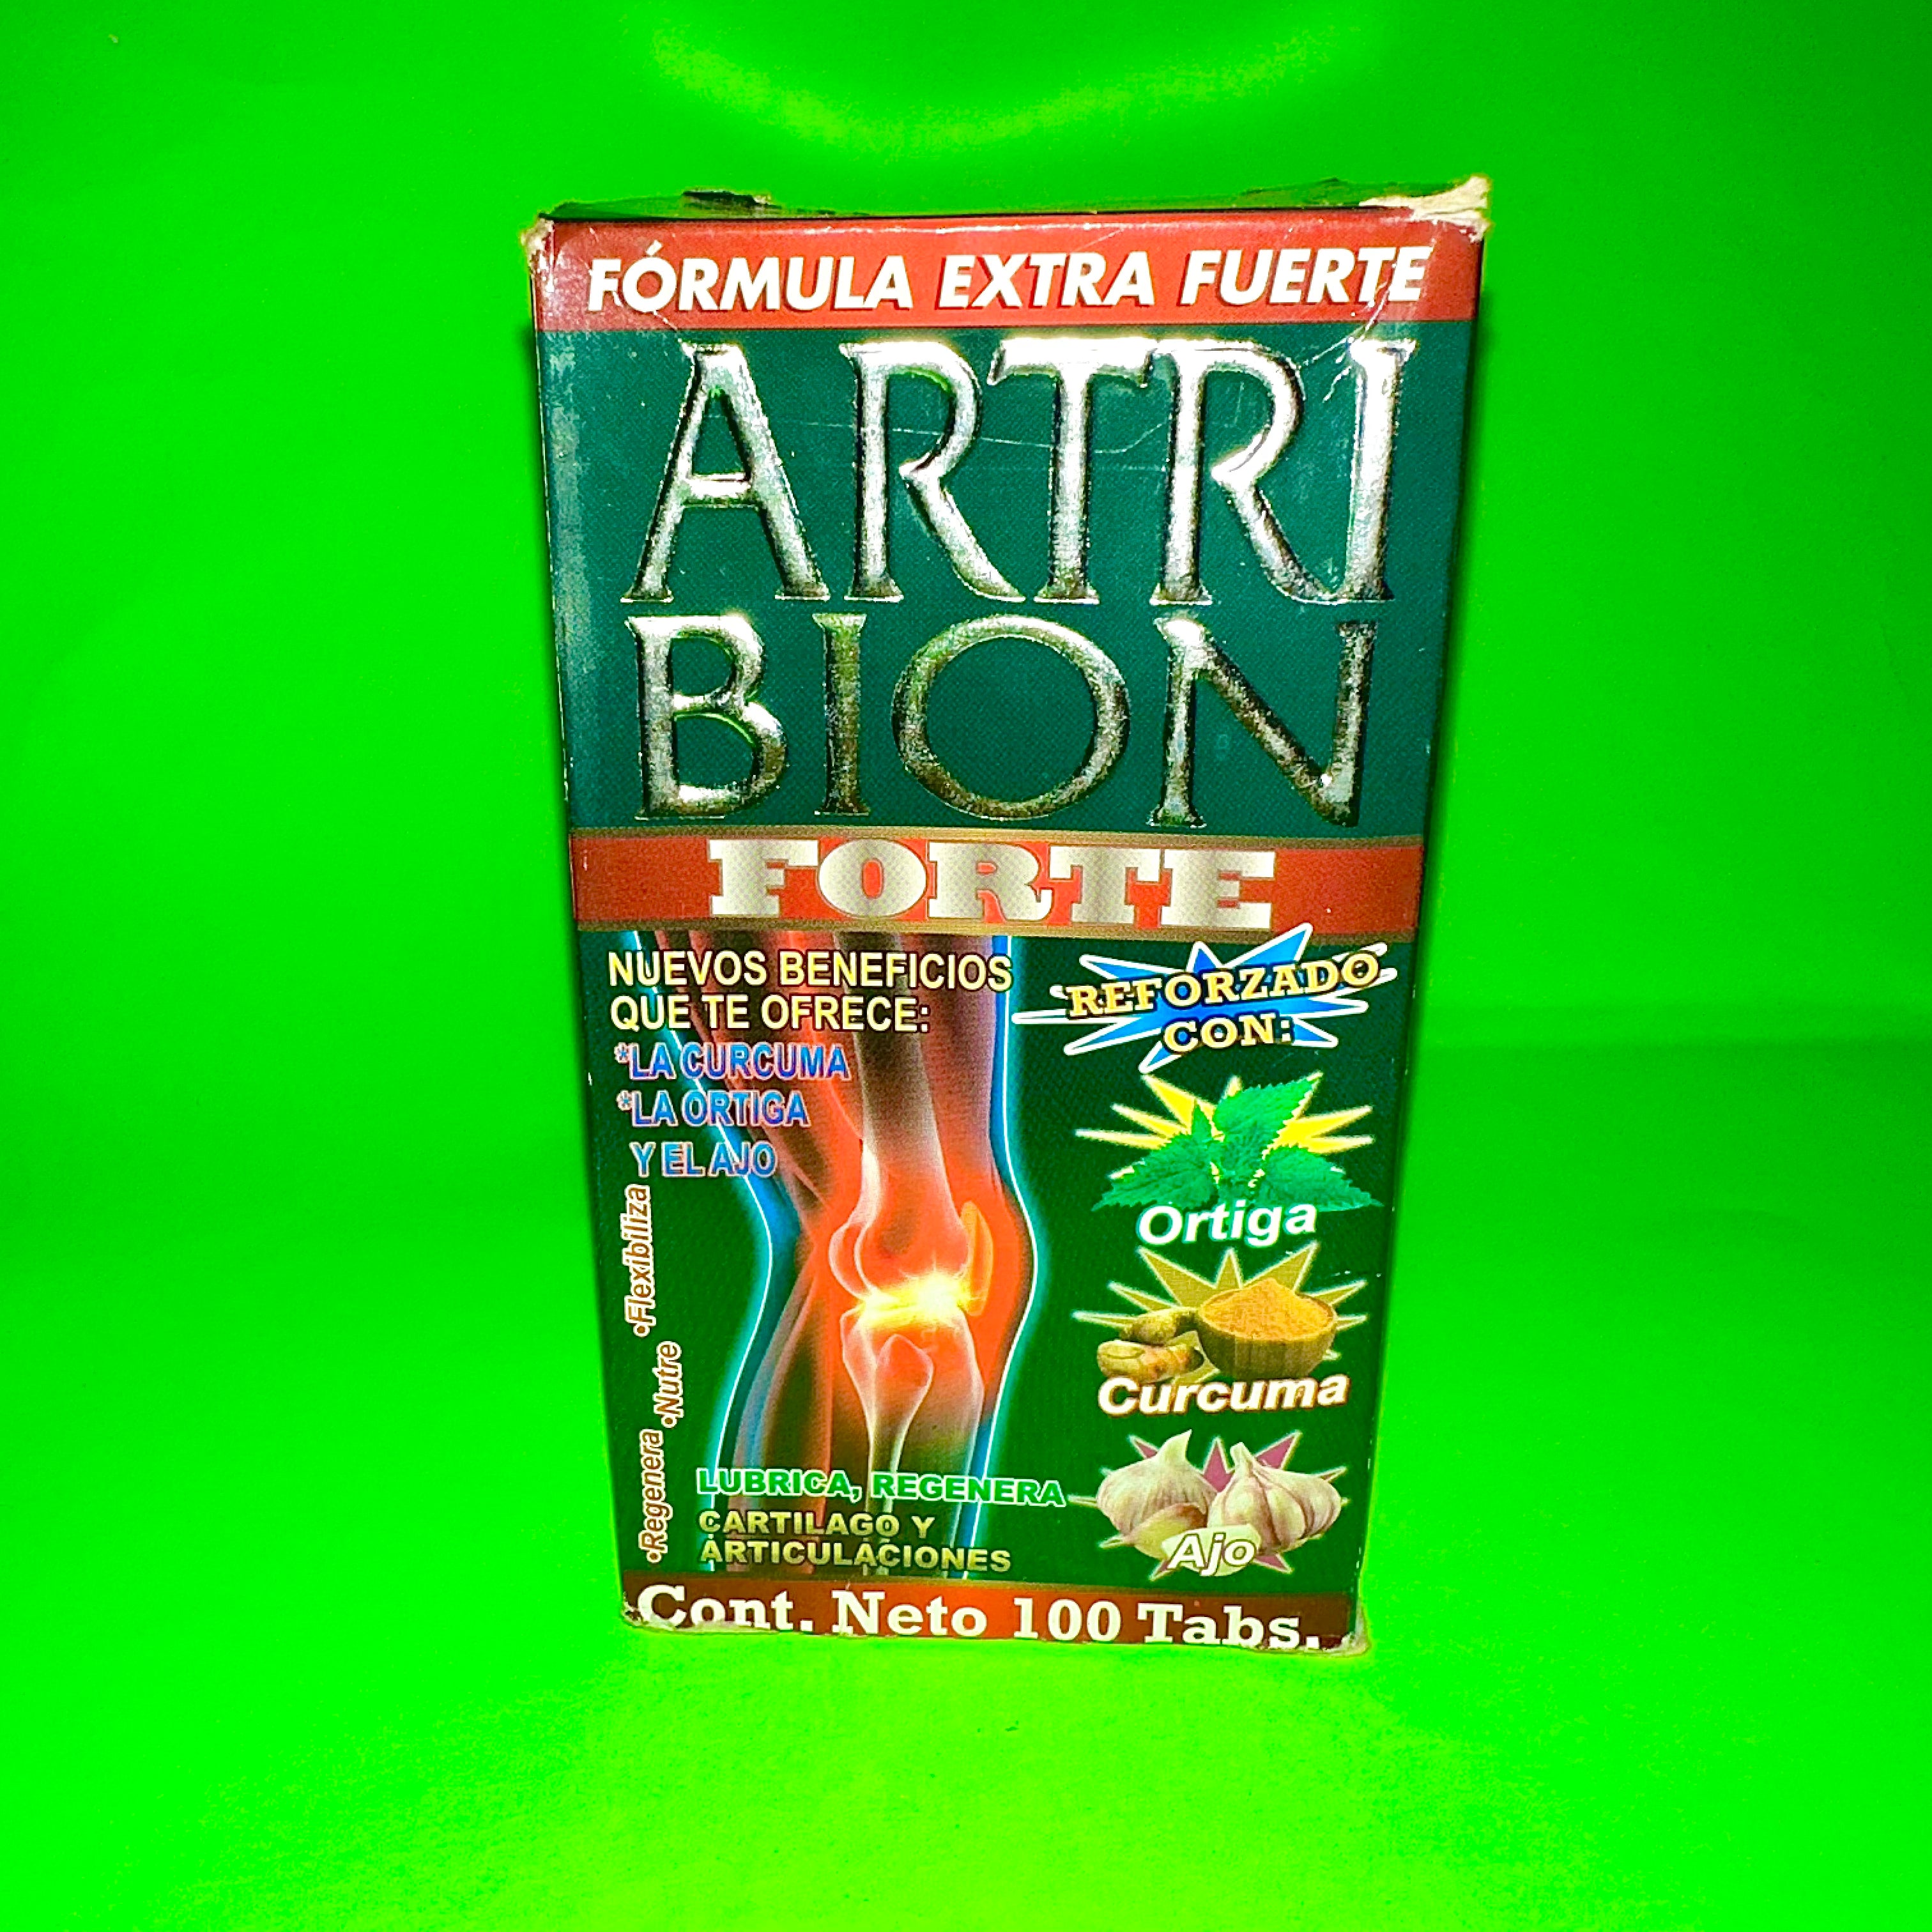 FÓRMULA EXTRA FUERTE
ARTRI
BION
FORTE
NUEVOS BENEFICIOS
QUE TE OFRECE:
*LA CURCUMA
*LA ORTIGA
Y EL AJO
•Regenera •Nutre •Flexibiliza
LUBRICA, REGENERA
CARTILAGO Y
ARTICULACIONES
REFORZADO
CON:
Ortiga
Curcuma
Ajo
Cont. Neto 100 Tabs.